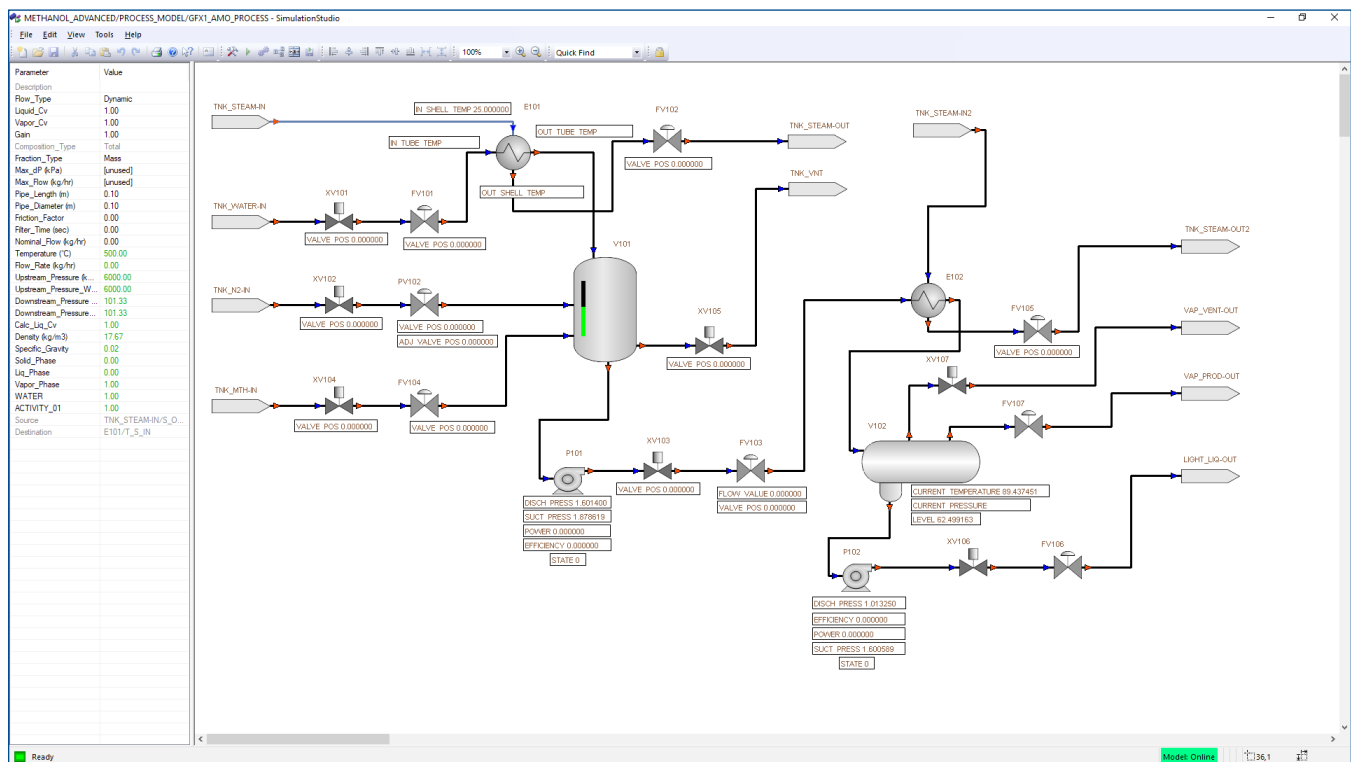 METHANOL_ADVANCED/PROCESS_MODEL/GFX1_AMO_PROCESS - SimulationStudio
File Edit View Tools Help
100% Quick Find
Parameter Value
Description
Flow_Type Dynamic
Liquid_Cv 1.00
Vapor_Cv 1.00
Gain 1.00
Composition_Type Total
Fraction_Type Mass
Max_dP (kPa) [unused]
Max_Flow (kg/hr) [unused]
Pipe_Length (m) 0.10
Pipe_Diameter (m) 0.10
Friction_Factor 0.00
Filter_Time (sec) 0.00
Nominal_Flow (kg/hr) 0.00
Temperature (°C) 500.00
Flow_Rate (kg/hr) 0.00
Upstream_Pressure (k... 6000.00
Upstream_Pressure_W... 6000.00
Downstream_Pressure ... 101.33
Downstream_Pressure... 101.33
Calc_Liq_Cv 1.00
Density (kg/m3) 17.67
Specific_Gravity 0.02
Solid_Phase 0.00
Liq_Phase 0.00
Vapor_Phase 1.00
WATER 1.00
ACTIVITY_01 1.00
Source TNK_STEAM-IN/S_O...
Destination E101/T_S_IN
TNK_STEAM-IN
IN SHELL TEMP 25.000000
E101
IN TUBE TEMP
OUT TUBE TEMP
OUT SHELL TEMP
FV102
VALVE POS 0.000000
TNK_STEAM-OUT
TNK_VNT
TNK_STEAM-IN2
TNK_WATER-IN
XV101
VALVE POS 0.000000
FV101
VALVE POS 0.000000
V101
TNK_N2-IN
XV102
VALVE POS 0.000000
PV102
VALVE POS 0.000000
ADJ VALVE POS 0.000000
XV105
VALVE POS 0.000000
TNK_MTH-IN
XV104
VALVE POS 0.000000
FV104
VALVE POS 0.000000
TNK_STEAM-OUT2
E102
FV105
VALVE POS 0.000000
VAP_VENT-OUT
XV107
VAP_PROD-OUT
FV107
V102
CURRENT TEMPERATURE 89.437451
CURRENT PRESSURE
LEVEL 62.499163
LIGHT_LIQ-OUT
P101
DISCH PRESS 1.601400
SUCT PRESS 1.878619
POWER 0.000000
EFFICIENCY 0.000000
STATE 0
XV103
VALVE POS 0.000000
FV103
FLOW VALUE 0.000000
VALVE POS 0.000000
P102
DISCH PRESS 1.013250
EFFICIENCY 0.000000
POWER 0.000000
SUCT PRESS 1.600589
STATE 0
XV106
FV106
Ready
Model: Online
36,1